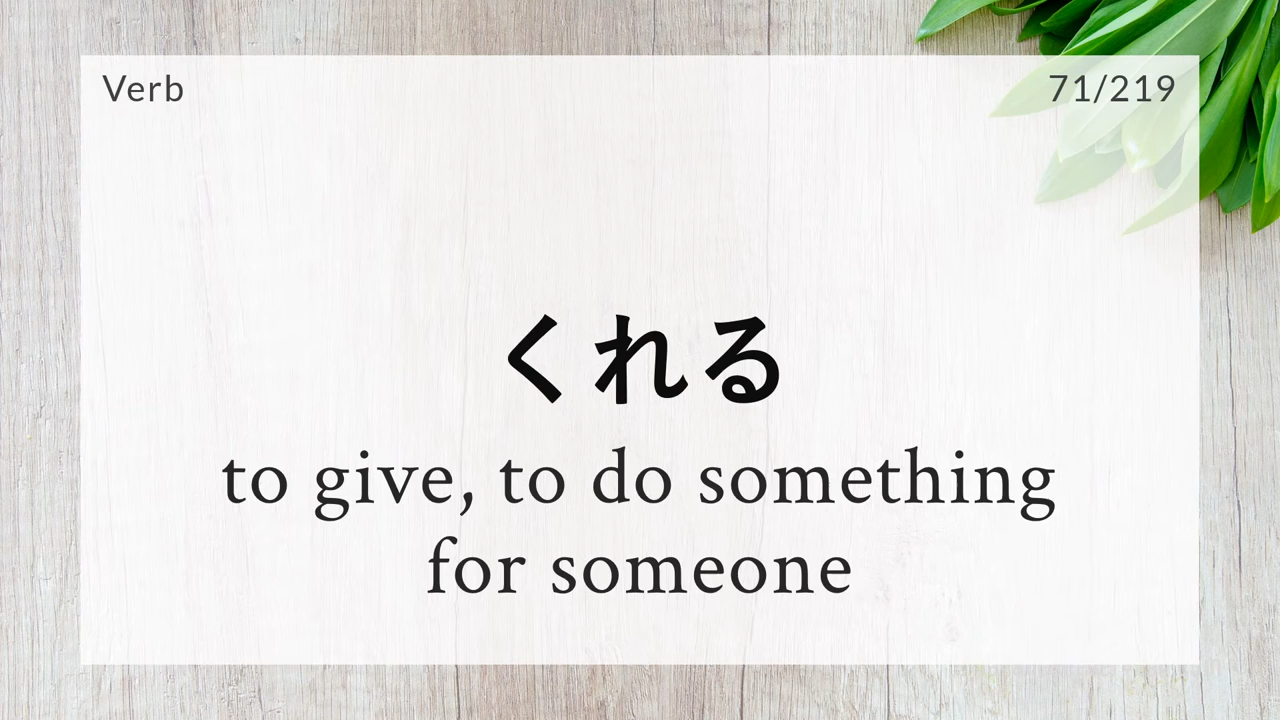 Verb
71/219
くれる
to give, to do something
for someone